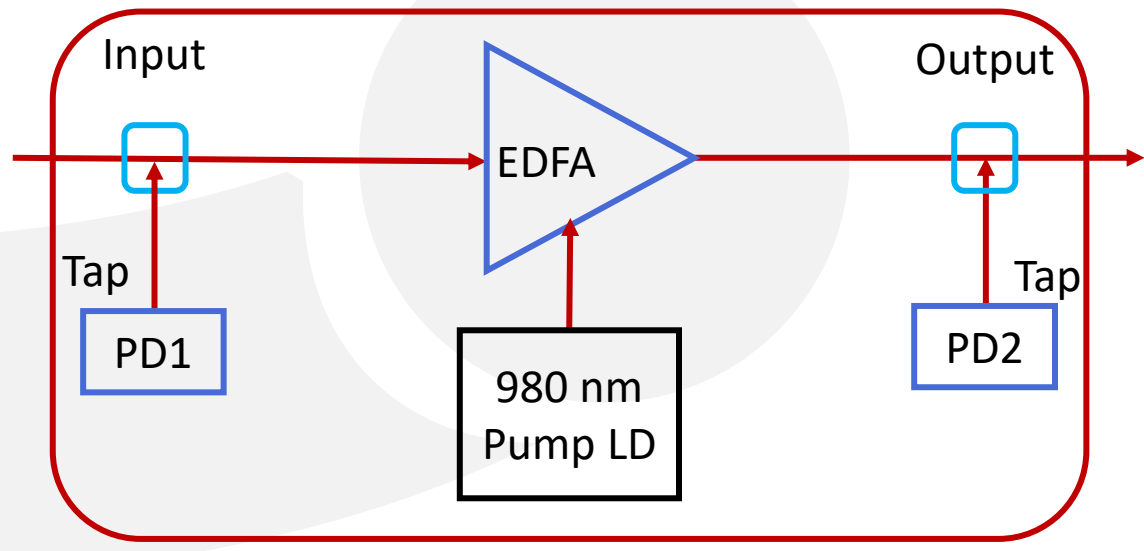 Input
Output
EDFA
Tap
Tap
PD1
PD2
980 nm
Pump LD